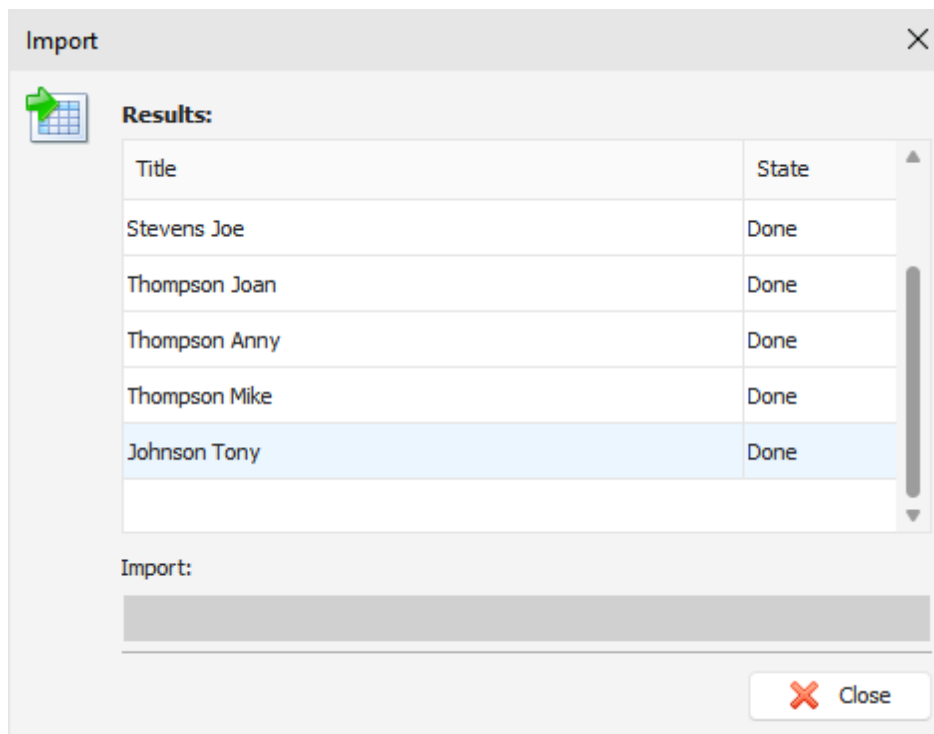 Import
Results:
Title State
Stevens Joe Done
Thompson Joan Done
Thompson Anny Done
Thompson Mike Done
Johnson Tony Done
Import:
Close